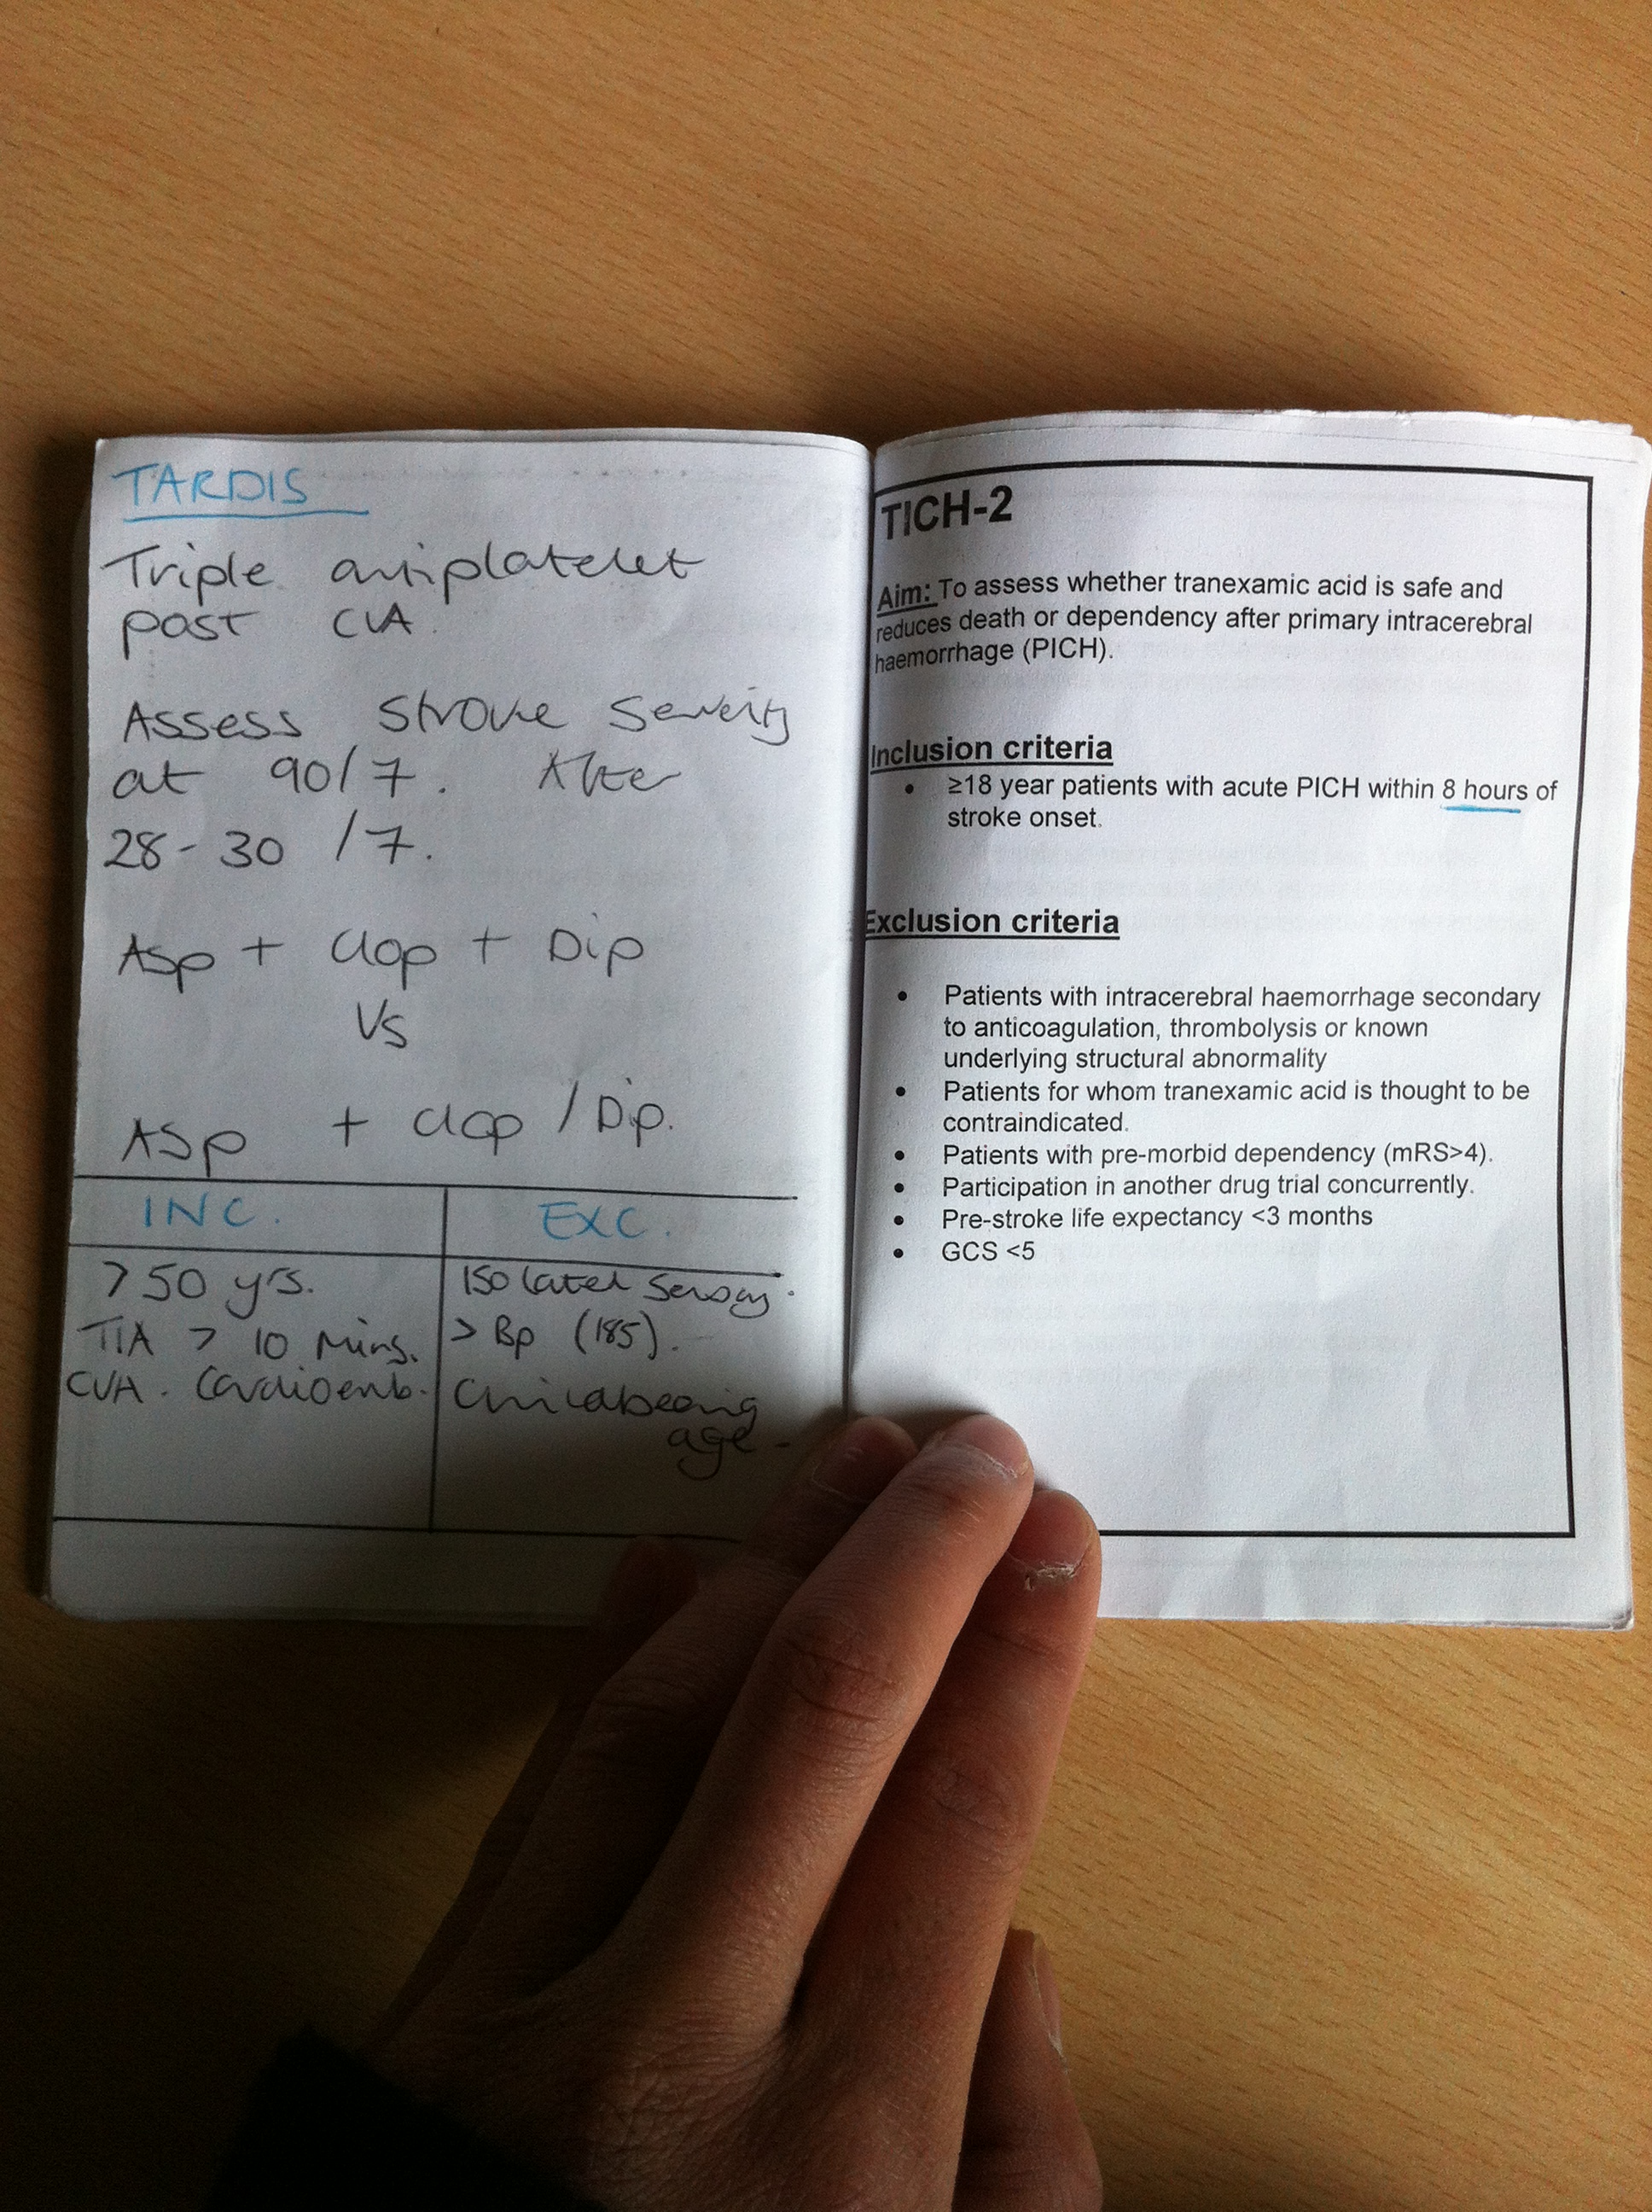 TARDIS
Triple antiplatelet
post CVA.
Assess stroke severity
at 90/7. After
28-30 /7.
Asp + Clop + Dip
Vs
Asp + Clop / Dip.
INC. EXC.
>50 yrs. Isolated sensory.
TIA > 10 Mins. > Bp (185).
CVA. Cardioemb. Childbearing
age -
TICH-2
Aim: To assess whether tranexamic acid is safe and
reduces death or dependency after primary intracerebral
haemorrhage (PICH).
Inclusion criteria
• ≥18 year patients with acute PICH within 8 hours of
stroke onset.
Exclusion criteria
• Patients with intracerebral haemorrhage secondary
to anticoagulation, thrombolysis or known
underlying structural abnormality
• Patients for whom tranexamic acid is thought to be
contraindicated.
• Patients with pre-morbid dependency (mRS>4).
• Participation in another drug trial concurrently.
• Pre-stroke life expectancy <3 months
• GCS <5